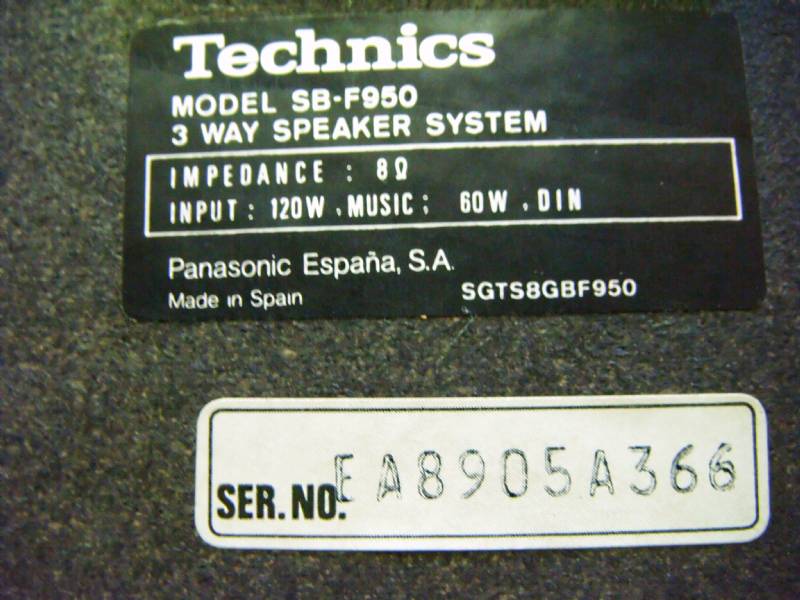 Technics
MODEL SB-F950
3 WAY SPEAKER SYSTEM
IMPEDANCE : 8Ω
INPUT : 120W , MUSIC ; 60W , DIN
Panasonic España, S.A.
Made in Spain SGTS8GBF950
SER. NO. EA8905A366